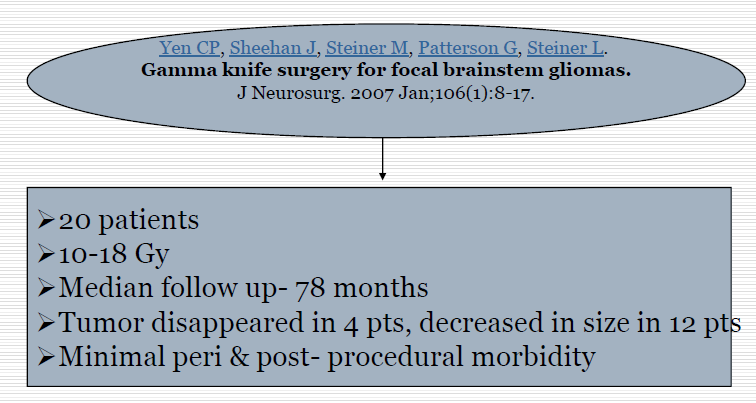 Yen CP, Sheehan J, Steiner M, Patterson G, Steiner L.
Gamma knife surgery for focal brainstem gliomas.
J Neurosurg. 2007 Jan;106(1):8-17.
➢20 patients
➢10-18 Gy
➢Median follow up- 78 months
➢Tumor disappeared in 4 pts, decreased in size in 12 pts
➢Minimal peri & post- procedural morbidity